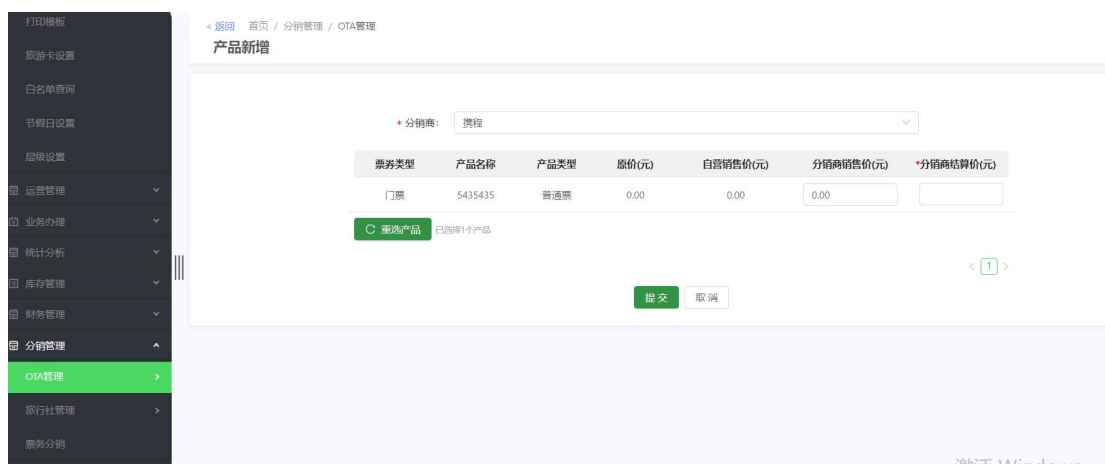 打印模板
旅游卡设置
白名单查询
节假日设置
层级设置
运营管理
业务办理
统计分析
库存管理
财务管理
分销管理
OTA管理
旅行社管理
票务分销
<返回 首页 / 分销管理 / OTA管理
产品新增
* 分销商: 携程
票券类型 产品名称 产品类型 原价(元) 自营销售价(元) 分销商销售价(元) *分销商结算价(元)
门票 5435435 普通票 0.00 0.00 0.00
重选产品 已选择1个产品
< 1 >
提交 取消
激活 Windows